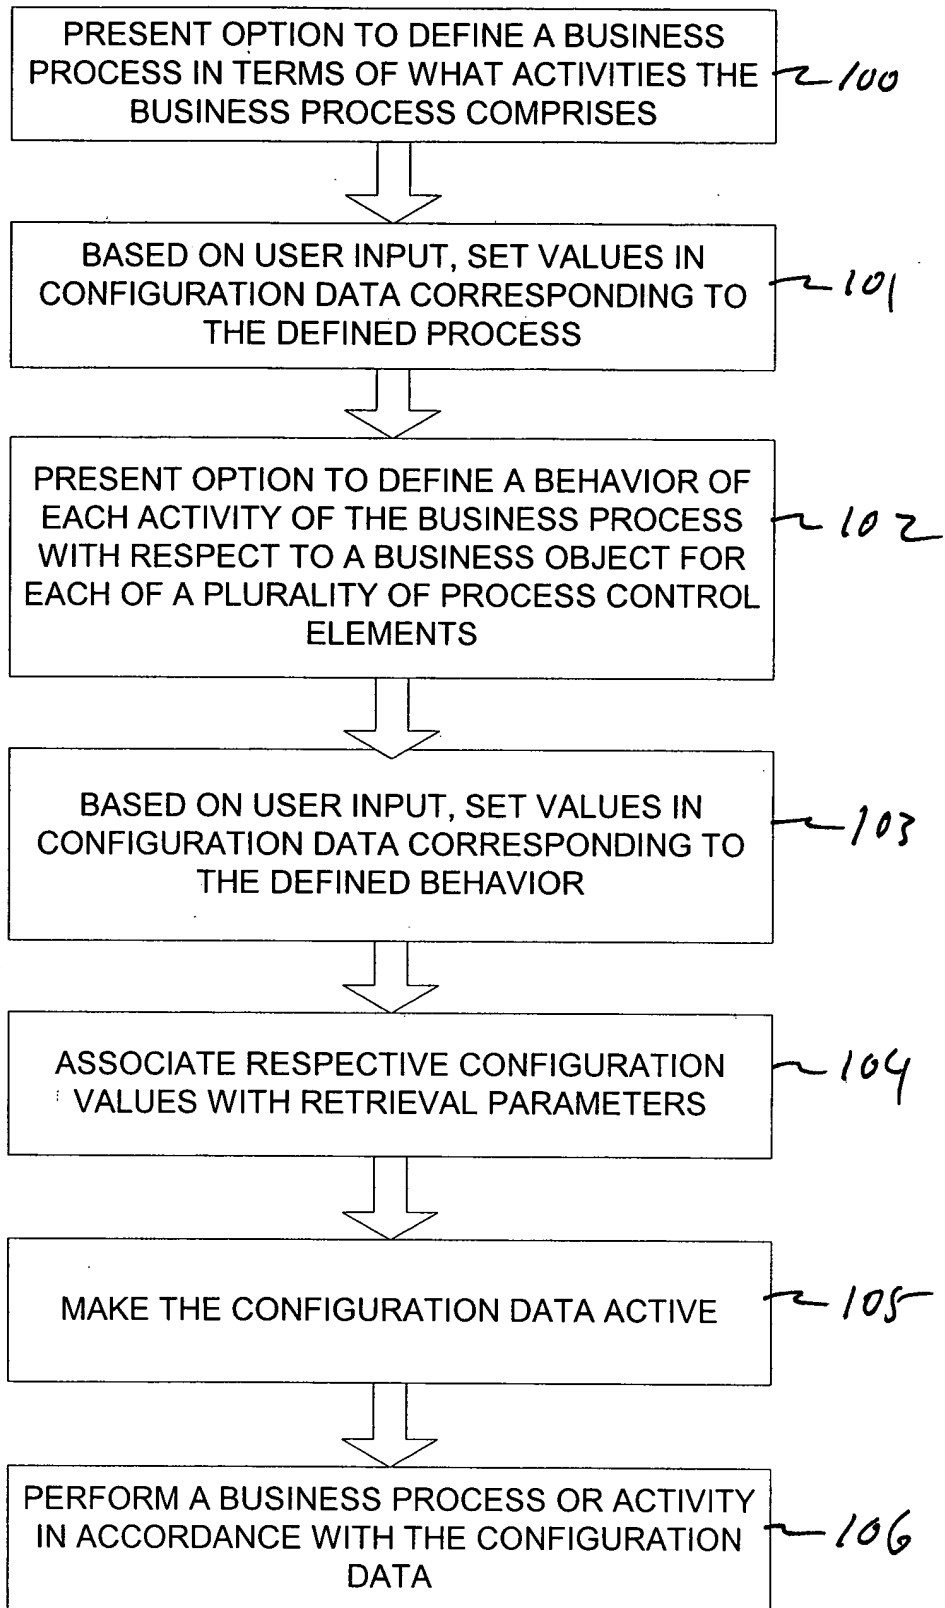 PRESENT OPTION TO DEFINE A BUSINESS
PROCESS IN TERMS OF WHAT ACTIVITIES THE
BUSINESS PROCESS COMPRISES
100
BASED ON USER INPUT, SET VALUES IN
CONFIGURATION DATA CORRESPONDING TO
THE DEFINED PROCESS
101
PRESENT OPTION TO DEFINE A BEHAVIOR OF
EACH ACTIVITY OF THE BUSINESS PROCESS
WITH RESPECT TO A BUSINESS OBJECT FOR
EACH OF A PLURALITY OF PROCESS CONTROL
ELEMENTS
102
BASED ON USER INPUT, SET VALUES IN
CONFIGURATION DATA CORRESPONDING TO
THE DEFINED BEHAVIOR
103
ASSOCIATE RESPECTIVE CONFIGURATION
VALUES WITH RETRIEVAL PARAMETERS
104
MAKE THE CONFIGURATION DATA ACTIVE
105
PERFORM A BUSINESS PROCESS OR ACTIVITY
IN ACCORDANCE WITH THE CONFIGURATION
DATA
106